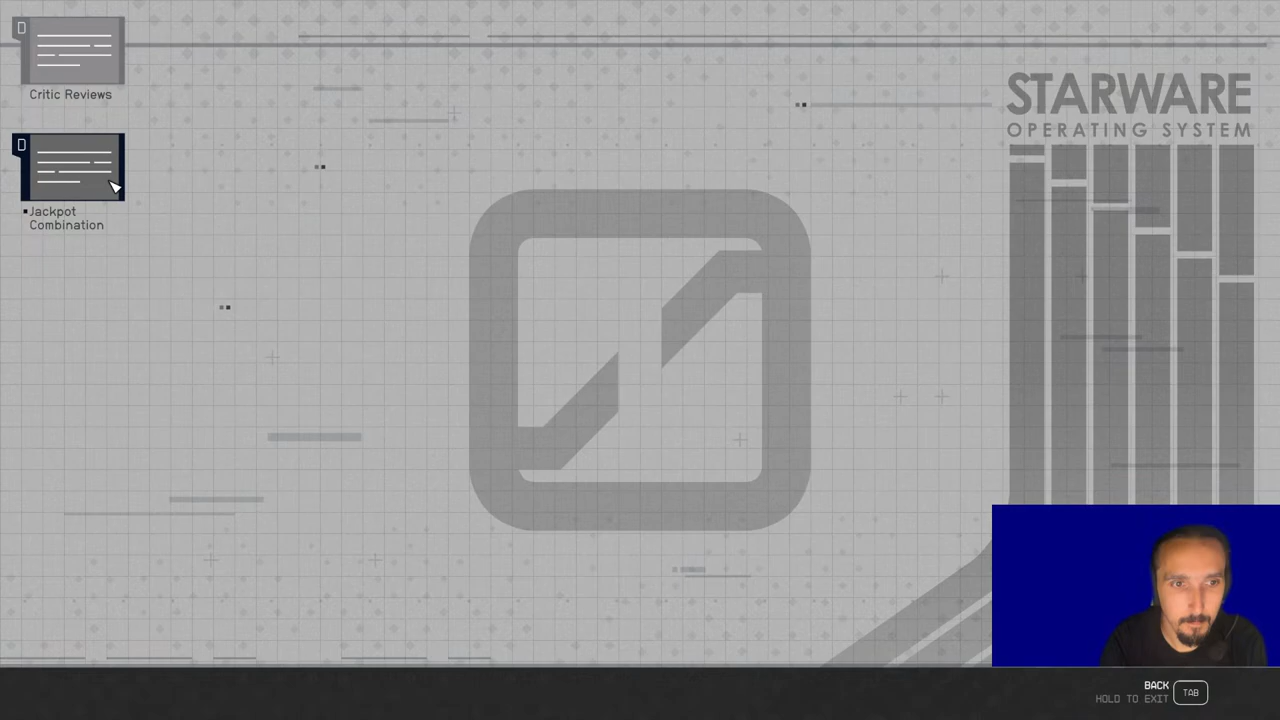 D
Critic Reviews
D
Jackpot
Combination
STARWARE
OPERATING SYSTEM
BACK
HOLD TO EXIT
TAB